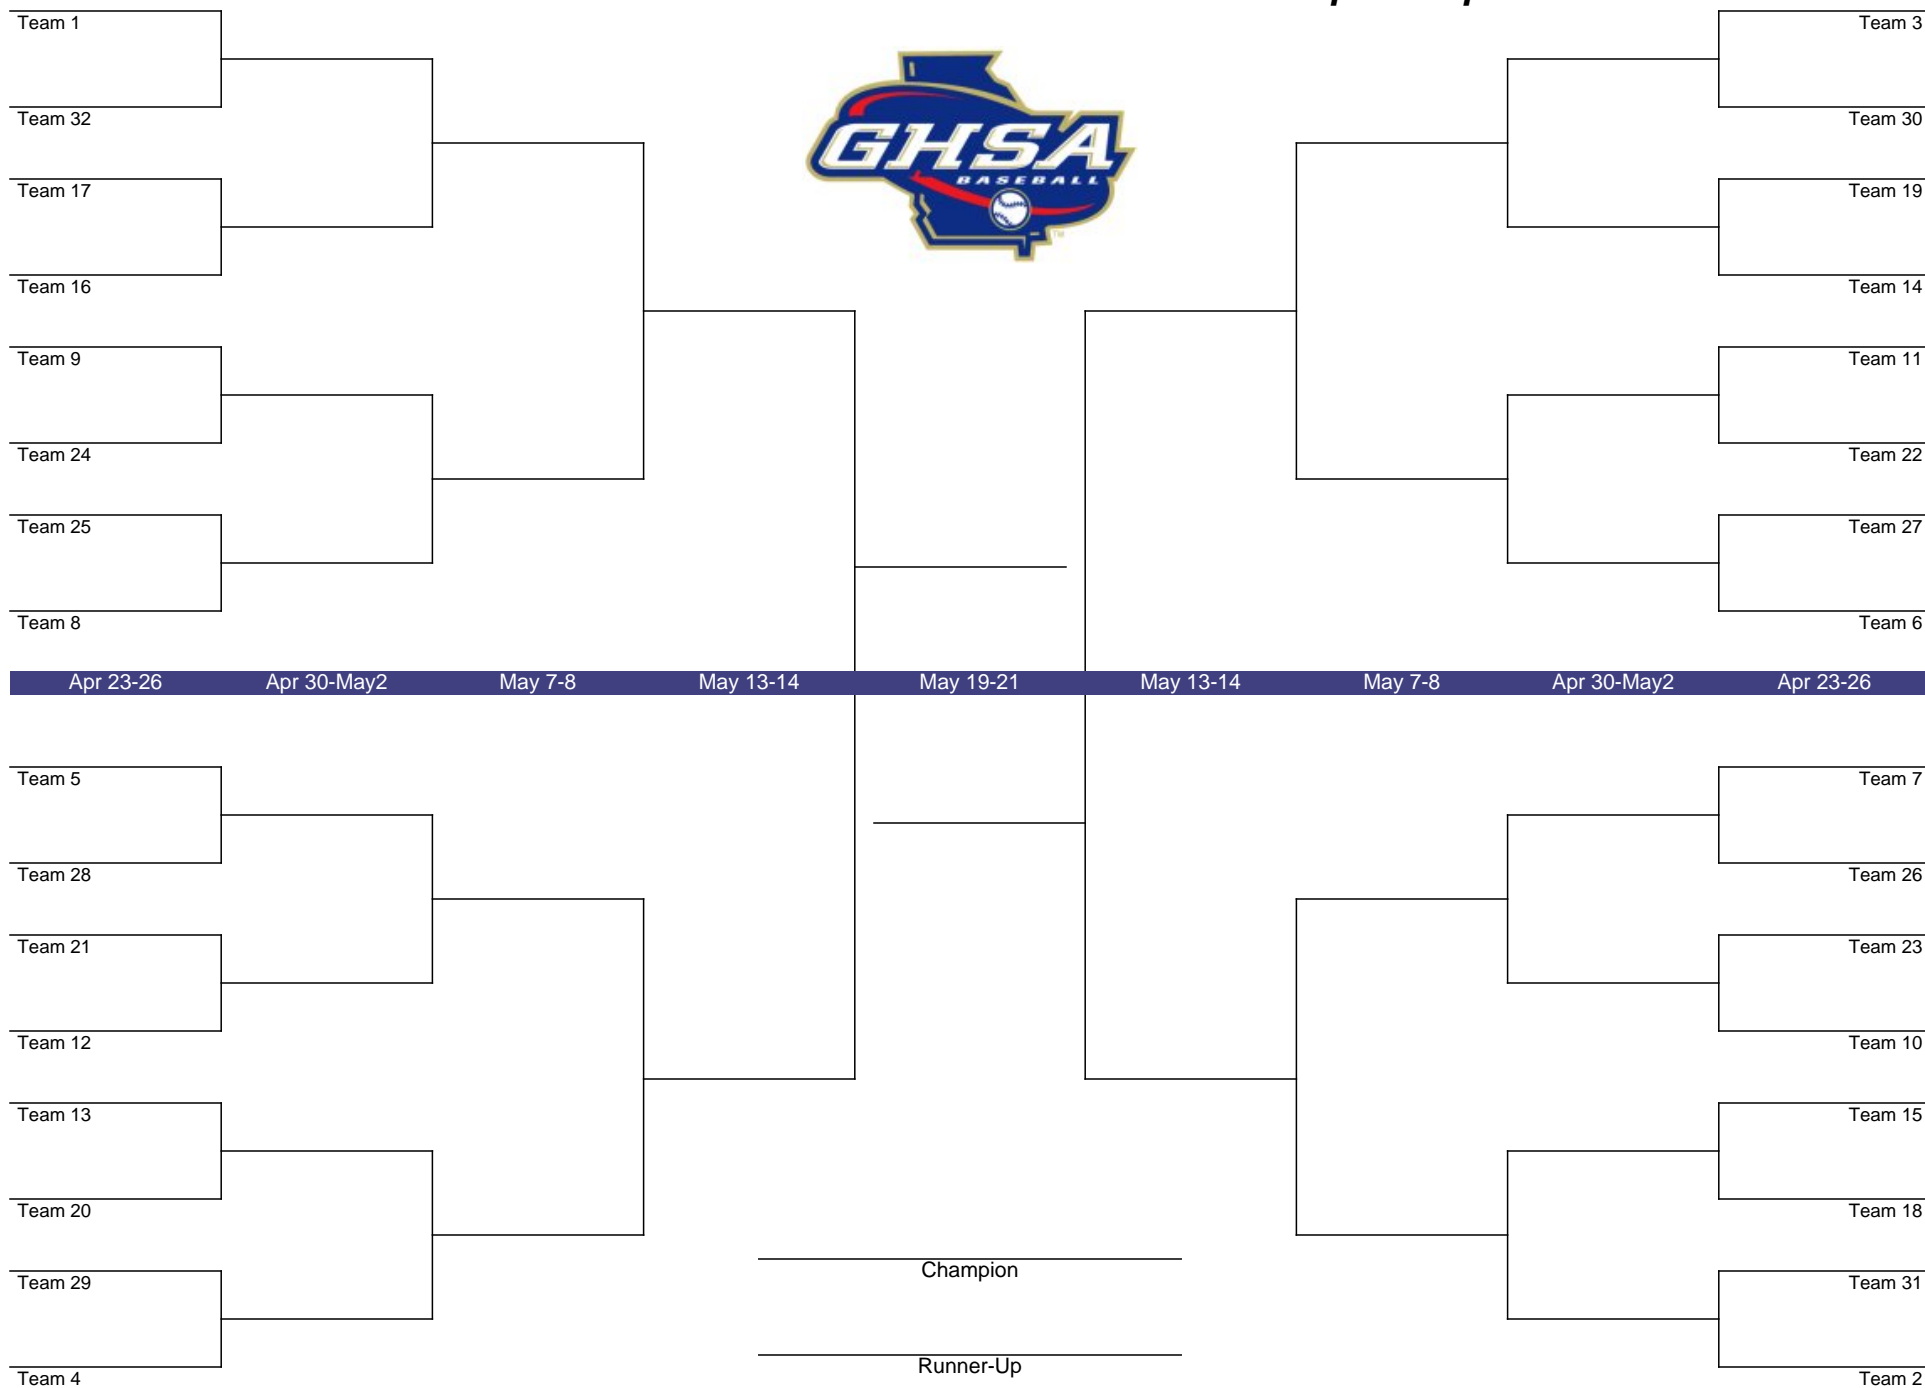 Team 1
Team 3
Team 32
Team 30
GHSA
BASEBALL
TM
Team 17
Team 19
Team 16
Team 14
Team 9
Team 11
Team 24
Team 22
Team 25
Team 27
Team 8
Team 6
Apr 23-26 Apr 30-May2 May 7-8 May 13-14 May 19-21 May 13-14 May 7-8 Apr 30-May2 Apr 23-26
Team 5
Team 7
Team 28
Team 26
Team 21
Team 23
Team 12
Team 10
Team 13
Team 15
Team 20
Team 18
Champion
Team 29
Team 31
Runner-Up
Team 4
Team 2